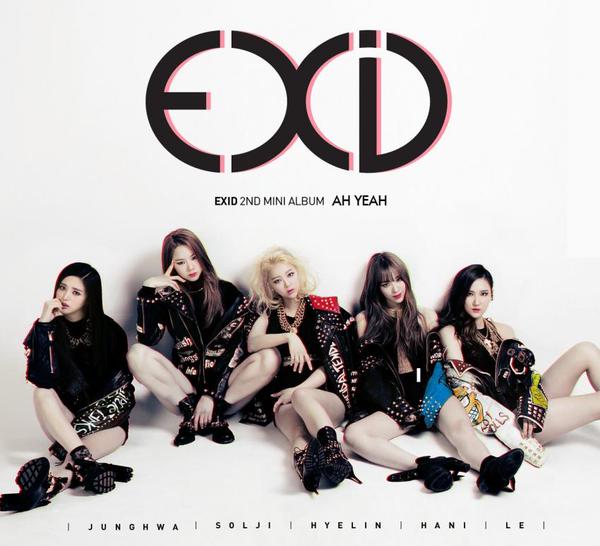 EXID
EXID 2ND MINI ALBUM AH YEAH
| JUNGHWA | SOLJI | HYELIN | HANI | LE |